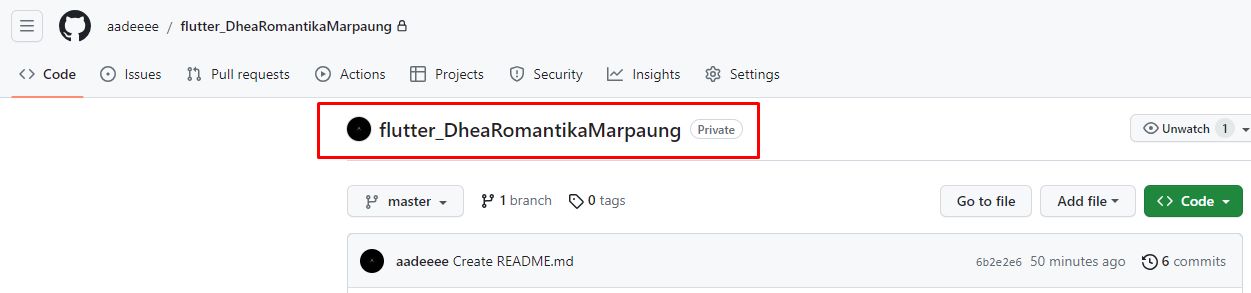 aadeeee / flutter_DheaRomantikaMarpaung
Code Issues Pull requests Actions Projects Security Insights Settings
flutter_DheaRomantikaMarpaung Private
Unwatch 1
master 1 branch 0 tags Go to file Add file Code
aadeeee Create README.md 6b2e2e6 50 minutes ago 6 commits